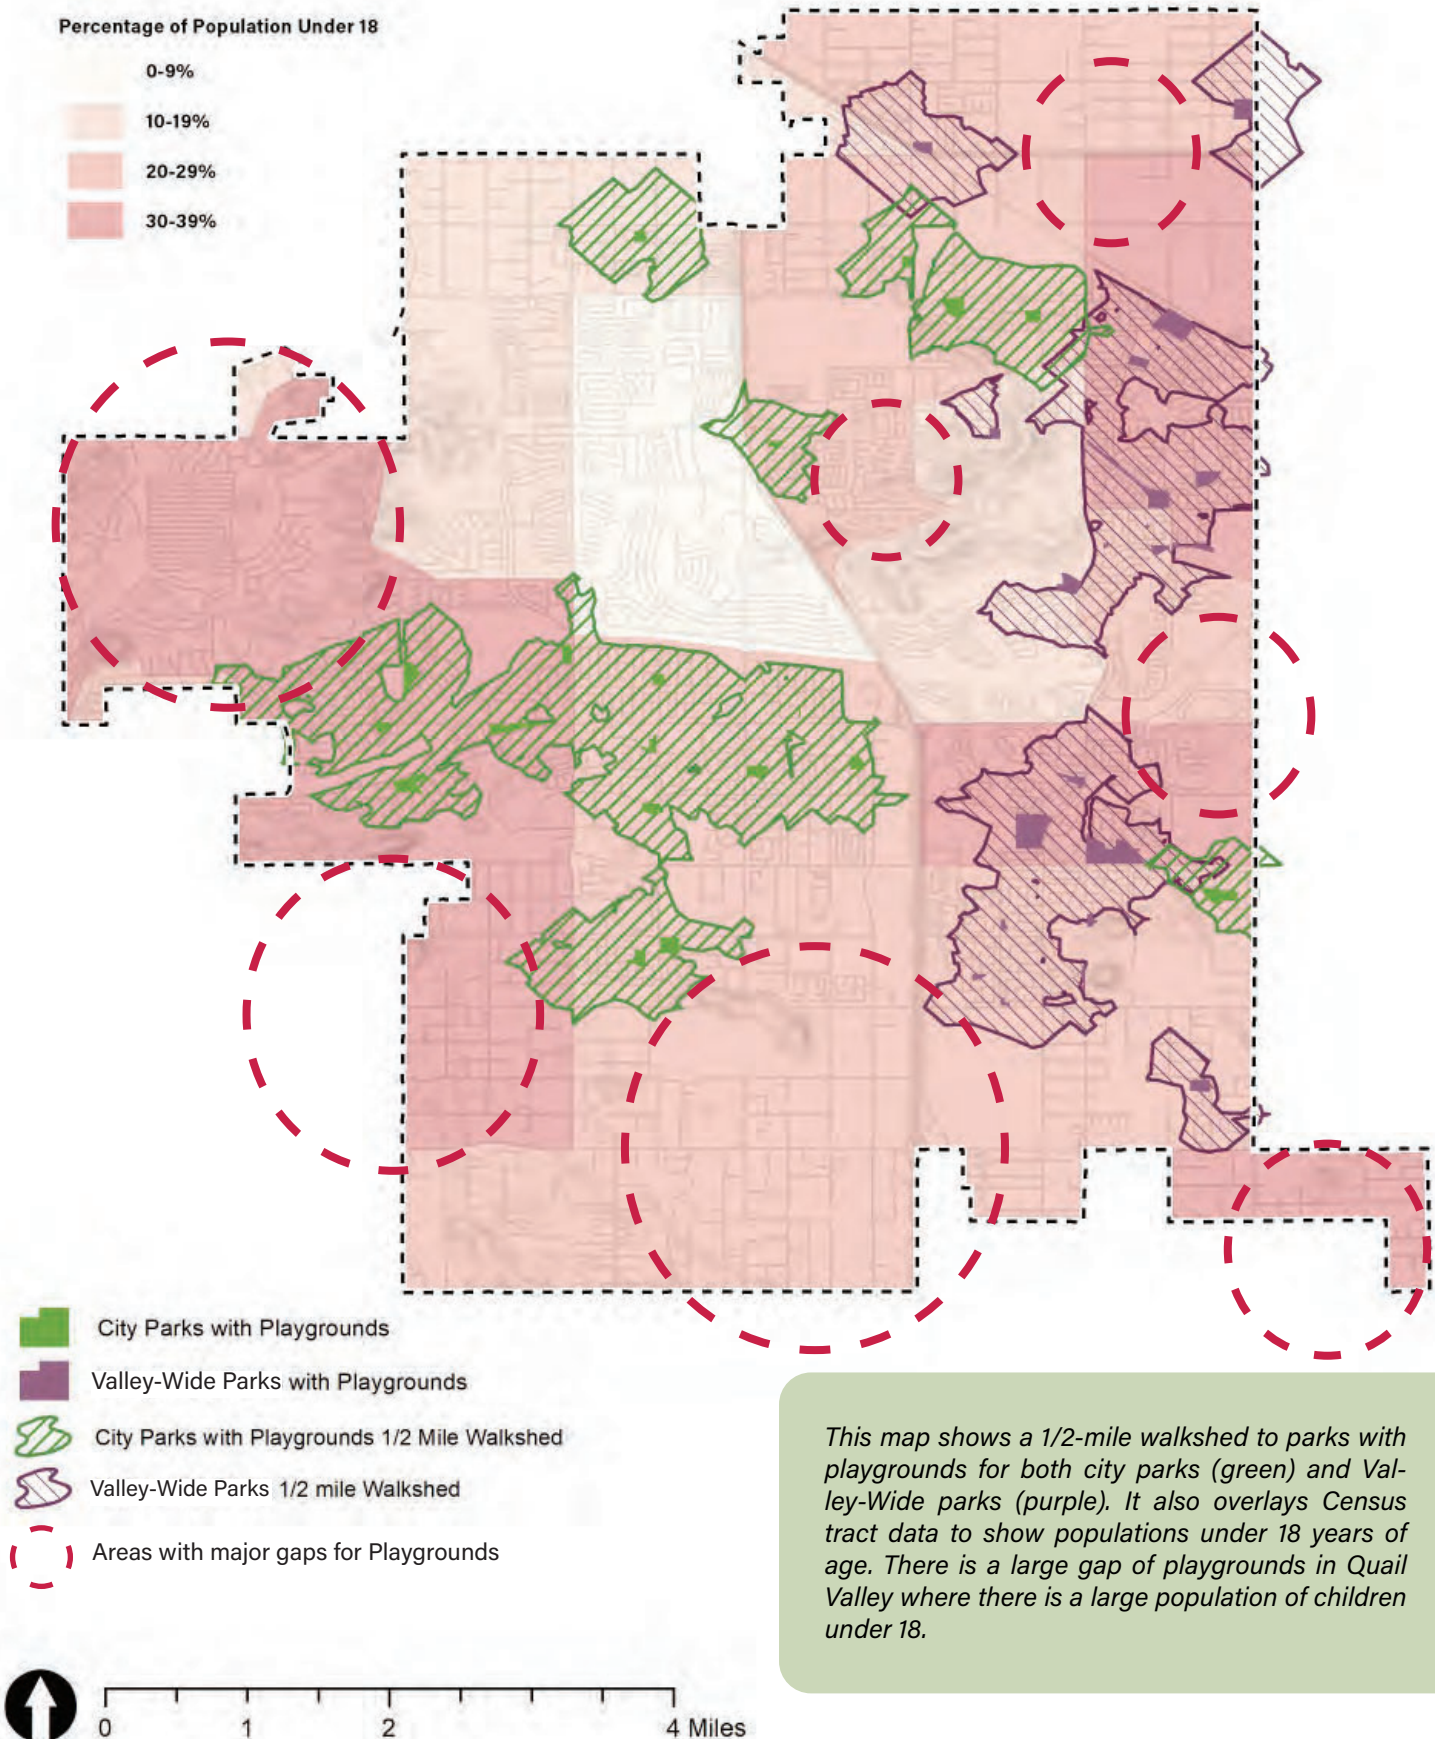 Percentage of Population Under 18
0-9%
10-19%
20-29%
30-39%
City Parks with Playgrounds
Valley-Wide Parks with Playgrounds
City Parks with Playgrounds 1/2 Mile Walkshed
Valley-Wide Parks 1/2 mile Walkshed
Areas with major gaps for Playgrounds
This map shows a 1/2-mile walkshed to parks with
playgrounds for both city parks (green) and Val-
ley-Wide parks (purple). It also overlays Census
tract data to show populations under 18 years of
age. There is a large gap of playgrounds in Quail
Valley where there is a large population of children
under 18.
0 1 2 4 Miles